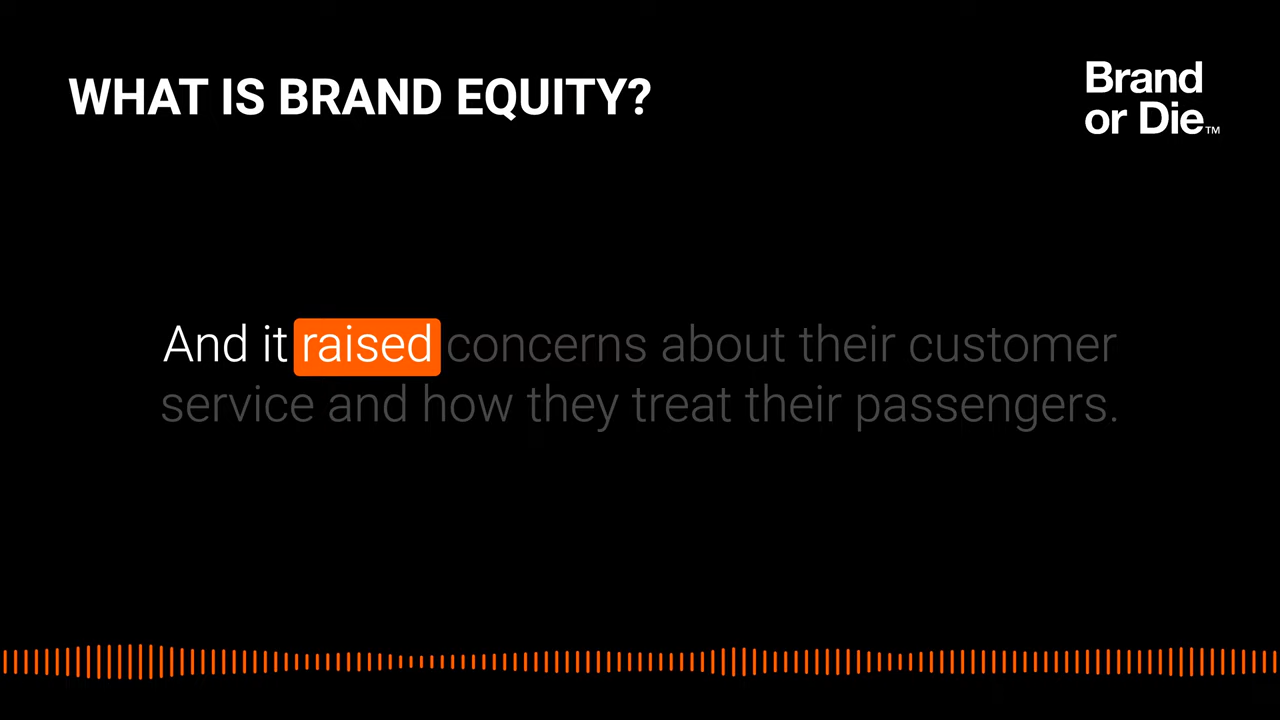 WHAT IS BRAND EQUITY?
Brand
or Die™
And it raised concerns about their customer
service and how they treat their passengers.